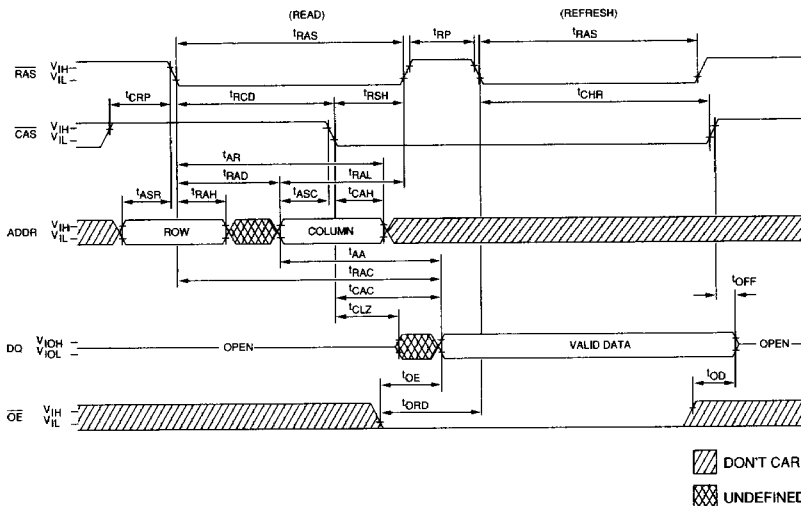 (READ) (REFRESH)
tRAS tRP tRAS
RAS VIH VIL
tCRP tRCD tRSH tCHR
CAS VIH VIL
tAR
tRAD tRAL
tASR tRAH tASC tCAH
ADDR VIH VIL ROW COLUMN
tAA
tRAC
tCAC tOFF
tCLZ
DQ VIOH VIOL OPEN VALID DATA OPEN
tOE tOD
tORD
OE VIH VIL
DON'T CAR
UNDEFINED